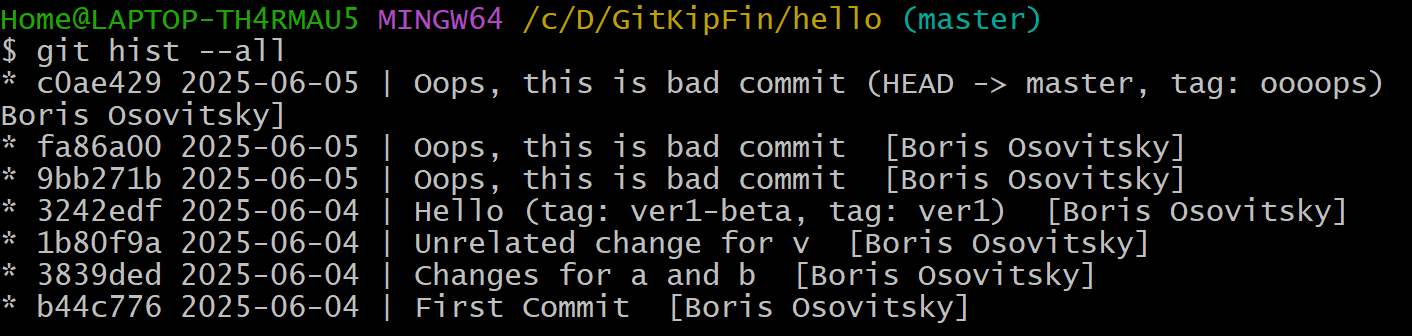 Home@LAPTOP-TH4RMAU5 MINGW64 /c/D/GitKipFin/hello (master)
$ git hist --all
* c0ae429 2025-06-05 | Oops, this is bad commit (HEAD -> master, tag: oooops)
Boris Osovitsky]
* fa86a00 2025-06-05 | Oops, this is bad commit  [Boris Osovitsky]
* 9bb271b 2025-06-05 | Oops, this is bad commit  [Boris Osovitsky]
* 3242edf 2025-06-04 | Hello (tag: ver1-beta, tag: ver1)  [Boris Osovitsky]
* 1b80f9a 2025-06-04 | Unrelated change for v  [Boris Osovitsky]
* 3839ded 2025-06-04 | Changes for a and b  [Boris Osovitsky]
* b44c776 2025-06-04 | First Commit  [Boris Osovitsky]